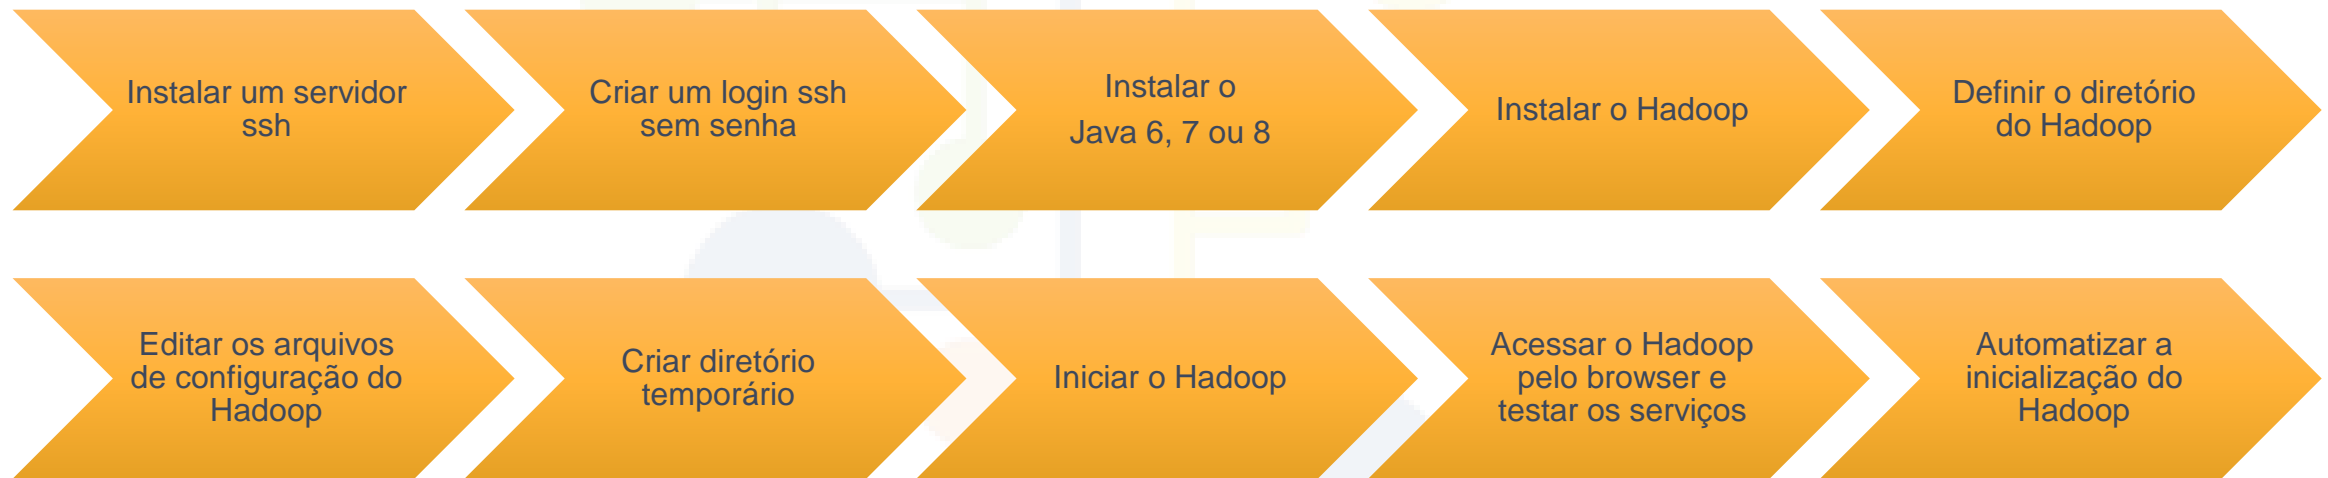 Instalar um servidor
ssh
Criar um login ssh
sem senha
Instalar o
Java 6, 7 ou 8
Instalar o Hadoop
Definir o diretório
do Hadoop
Editar os arquivos
de configuração do
Hadoop
Criar diretório
temporário
Iniciar o Hadoop
Acessar o Hadoop
pelo browser e
testar os serviços
Automatizar a
inicialização do
Hadoop